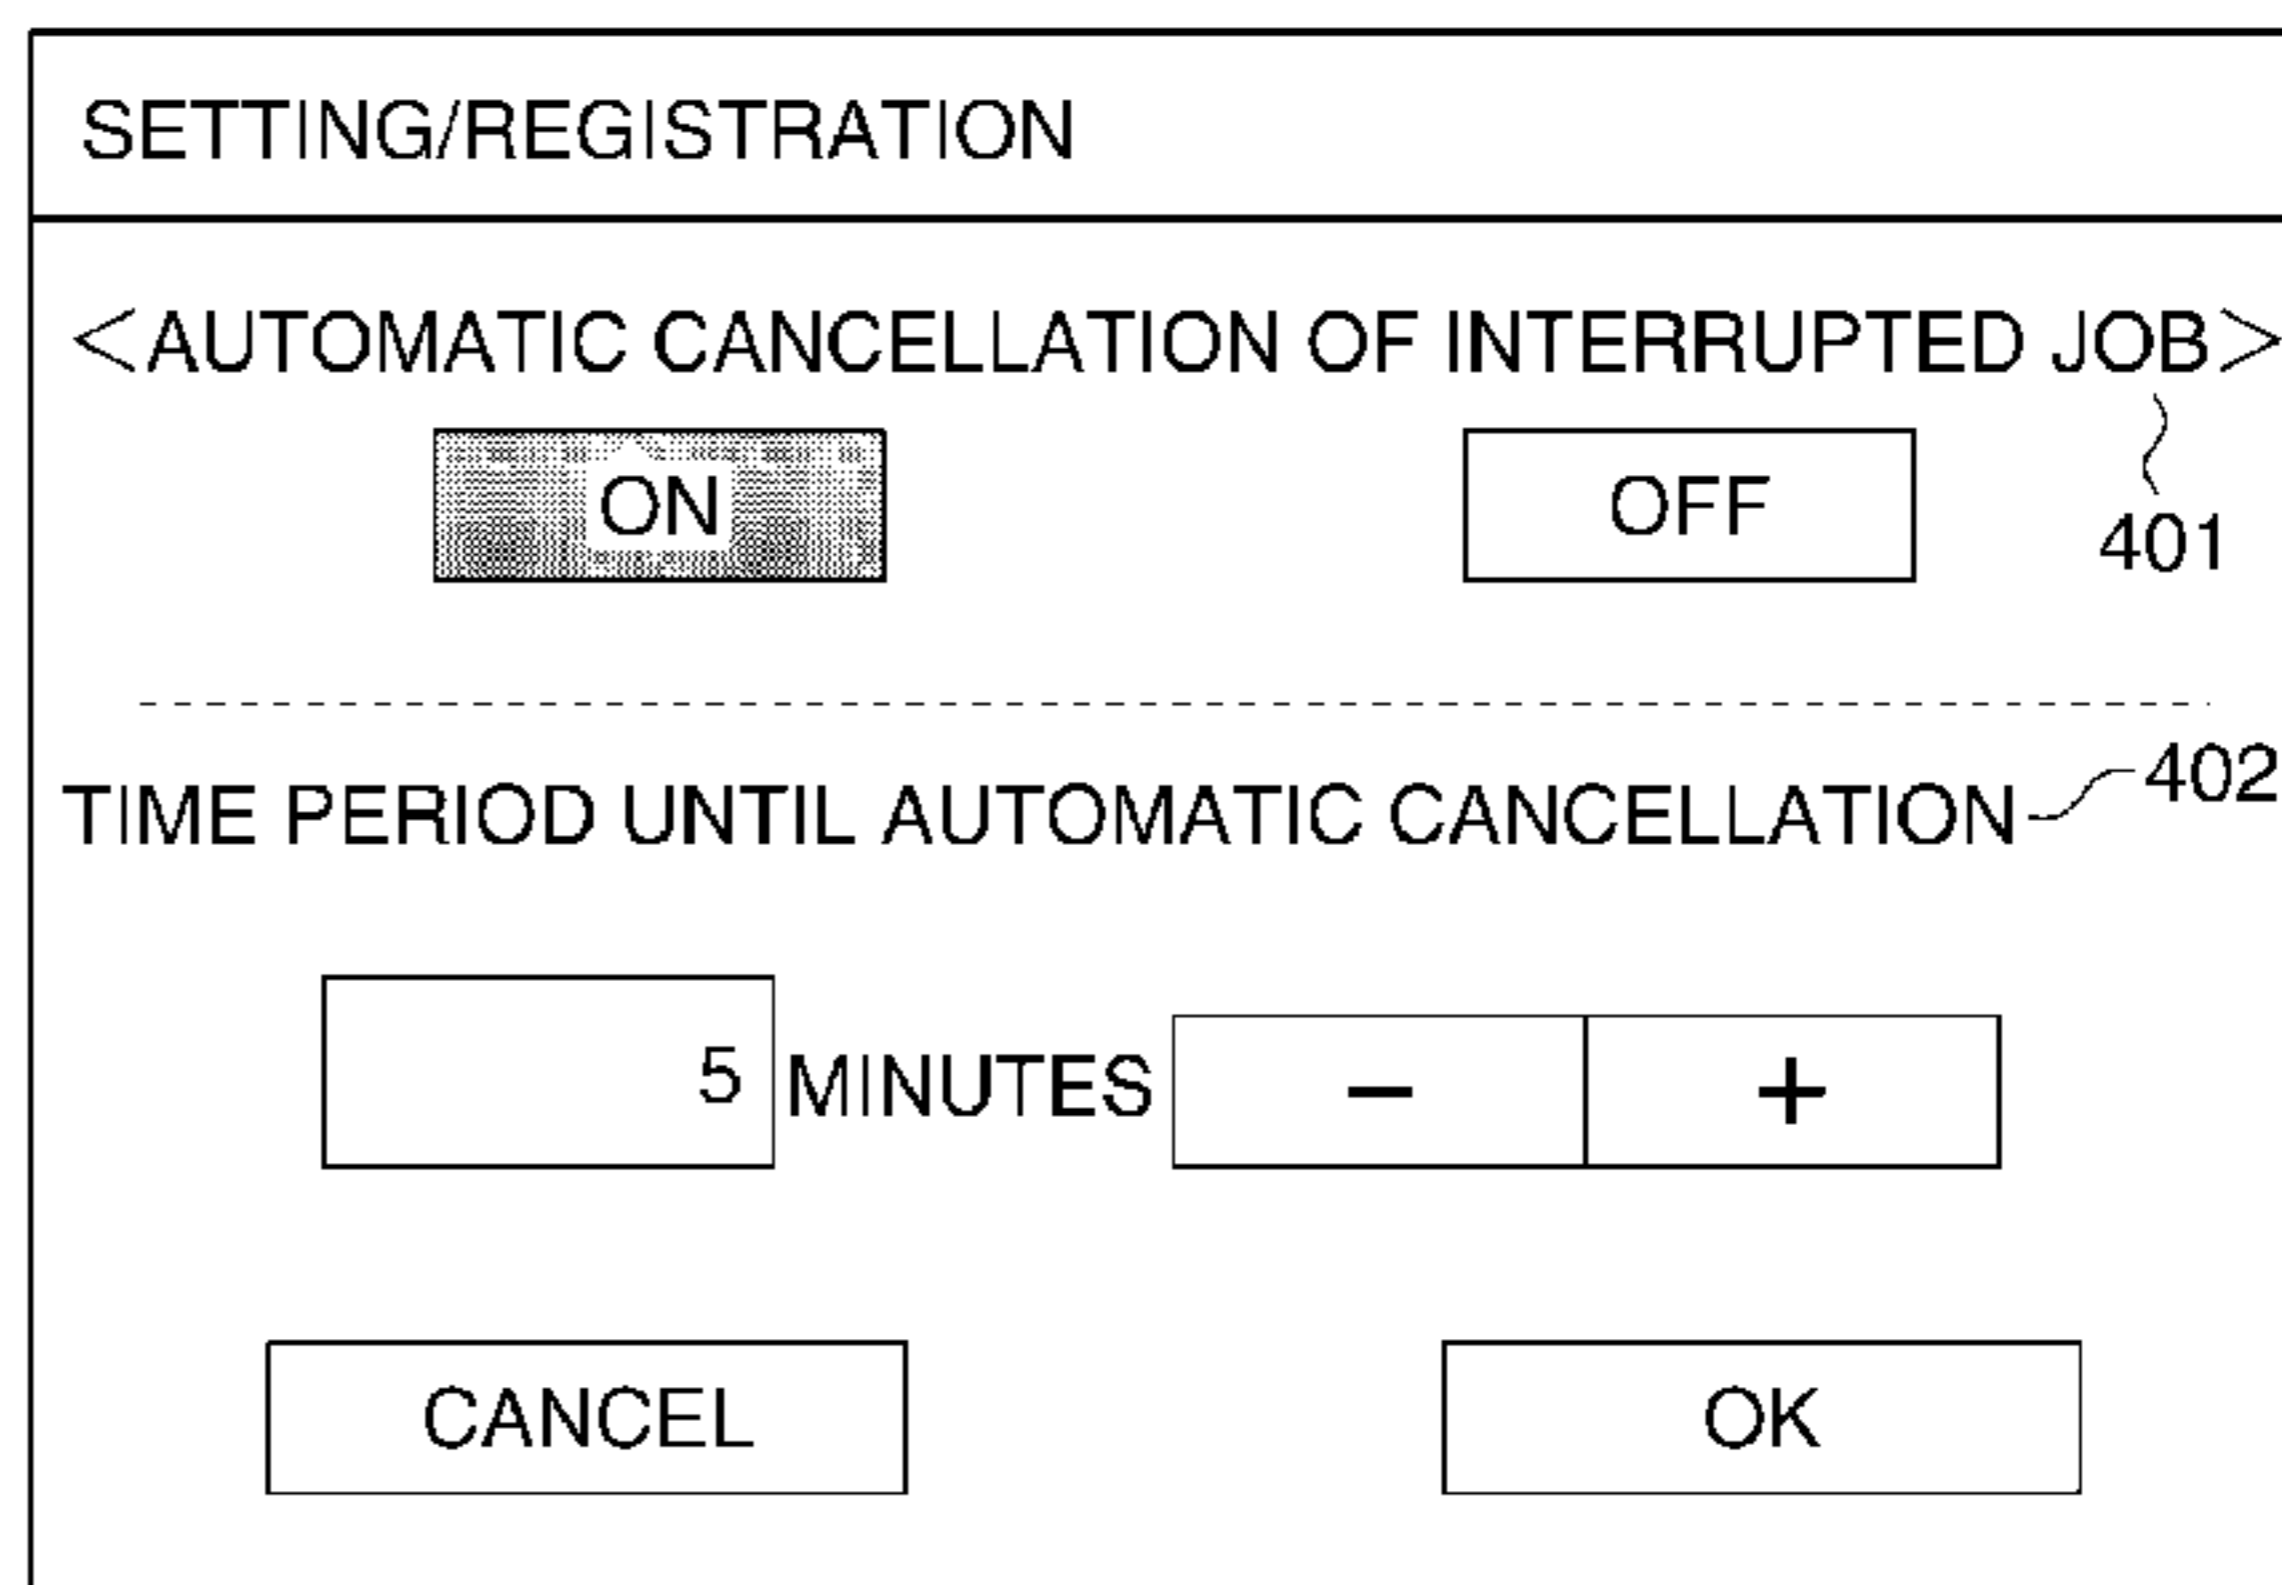 SETTING/REGISTRATION
<AUTOMATIC CANCELLATION OF INTERRUPTED JOB>
ON OFF
401
402
TIME PERIOD UNTIL AUTOMATIC CANCELLATION
5 MINUTES − +
CANCEL OK